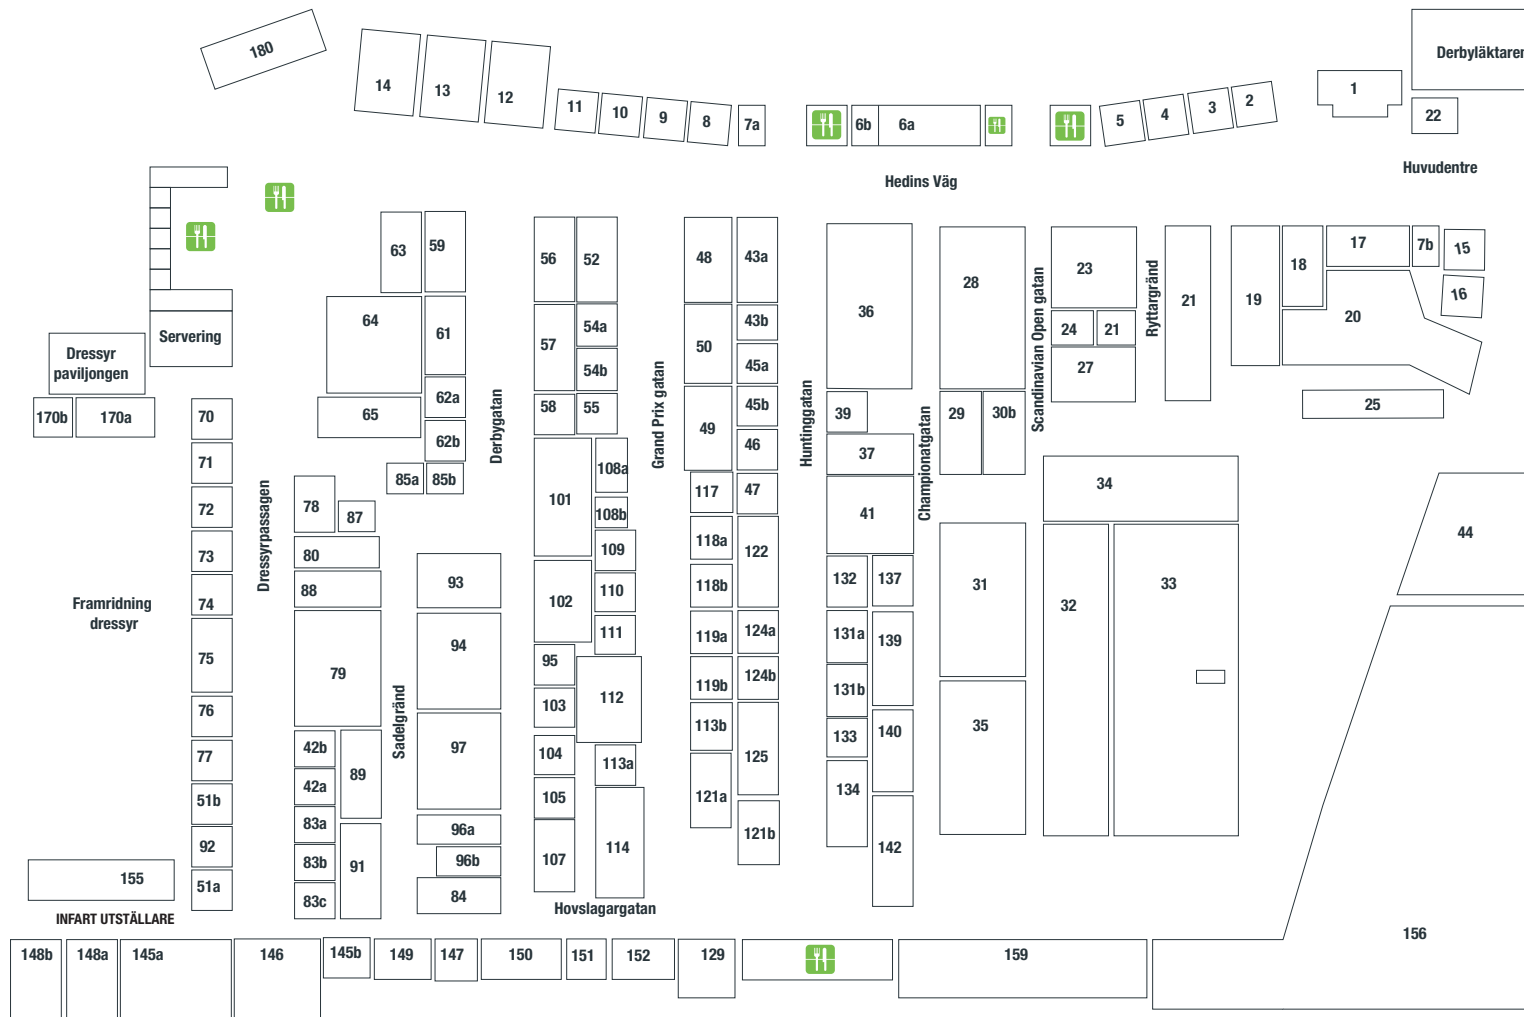 180
14
13
12
11
10
9
8
7a
6b
6a
5
4
3
2
1
Derbyläktaren
22
Hedins Väg
Huvudentre
Servering
Dressyr
paviljongen
170b
170a
63
59
64
61
65
62a
62b
85a
85b
Derbygatan
56
52
57
54a
54b
58
55
101
108a
108b
109
102
110
111
95
112
103
104
113a
105
107
114
Hovslagargatan
Grand Prix gatan
48
43a
43b
50
45a
45b
49
46
117
47
118a
122
118b
119a
124a
119b
124b
113b
125
121a
121b
Huntinggatan
36
39
37
41
132
137
131a
139
131b
133
140
134
142
Championatgatan
28
29
30b
31
35
Scandinavian Open gatan
23
24
21
27
Ryttargränd
21
19
18
17
7b
15
16
20
25
34
32
33
44
156
70
71
72
73
74
75
76
77
51b
92
51a
Framridning
dressyr
Dressyrpassagen
78
87
80
88
79
42b
42a
89
83a
83b
91
83c
Sadelgränd
93
94
97
96a
96b
84
155
INFART UTSTÄLLARE
148b
148a
145a
146
145b
149
147
150
151
152
129
159